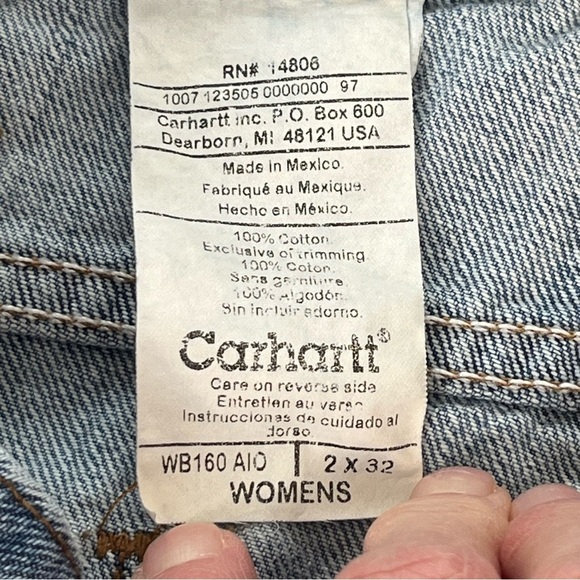 RN# 14806
1007 123505 0000000 97
Carhartt inc. P.O. Box 600
Dearborn, MI 48121 USA
Made in Mexico.
Fabriqué au Mexique.
Hecho en México.
100% Cotton.
Exclusive of trimming.
100% Coton.
Sans garniture.
100% Algodón.
Sin incluir adorno.
Carhartt®
Care on reverse side
Entretien au verso
Instrucciones de cuidado al
dorso
WB160 AIO 2 X 32
WOMENS